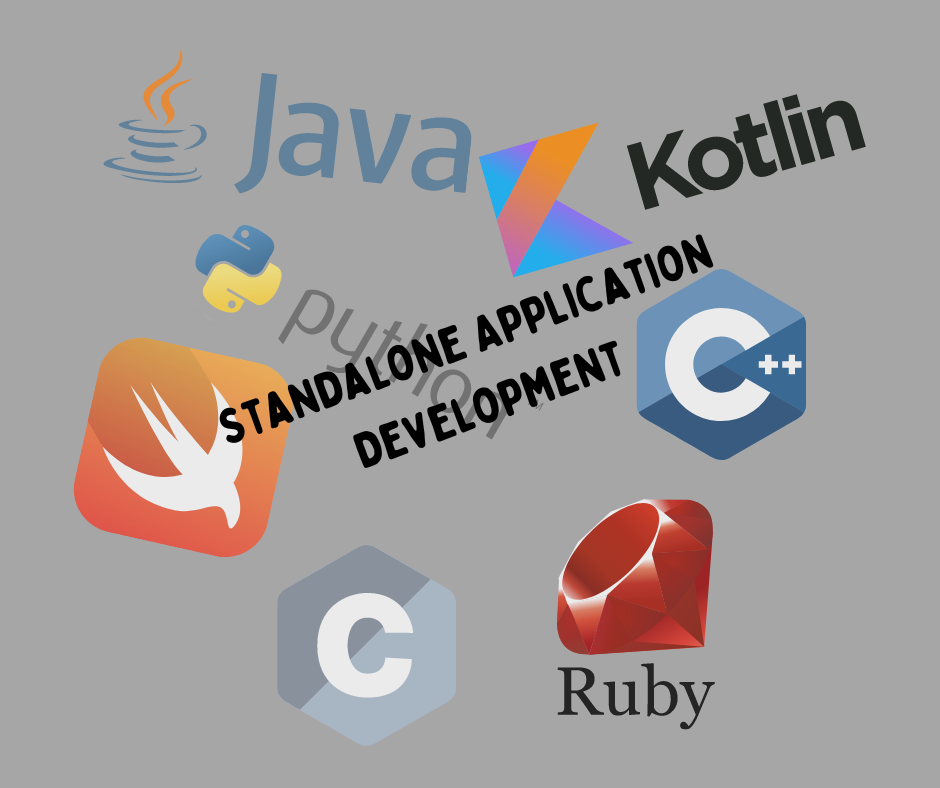 Java
Kotlin
python
STANDALONE APPLICATION
DEVELOPMENT
C++
C
Ruby